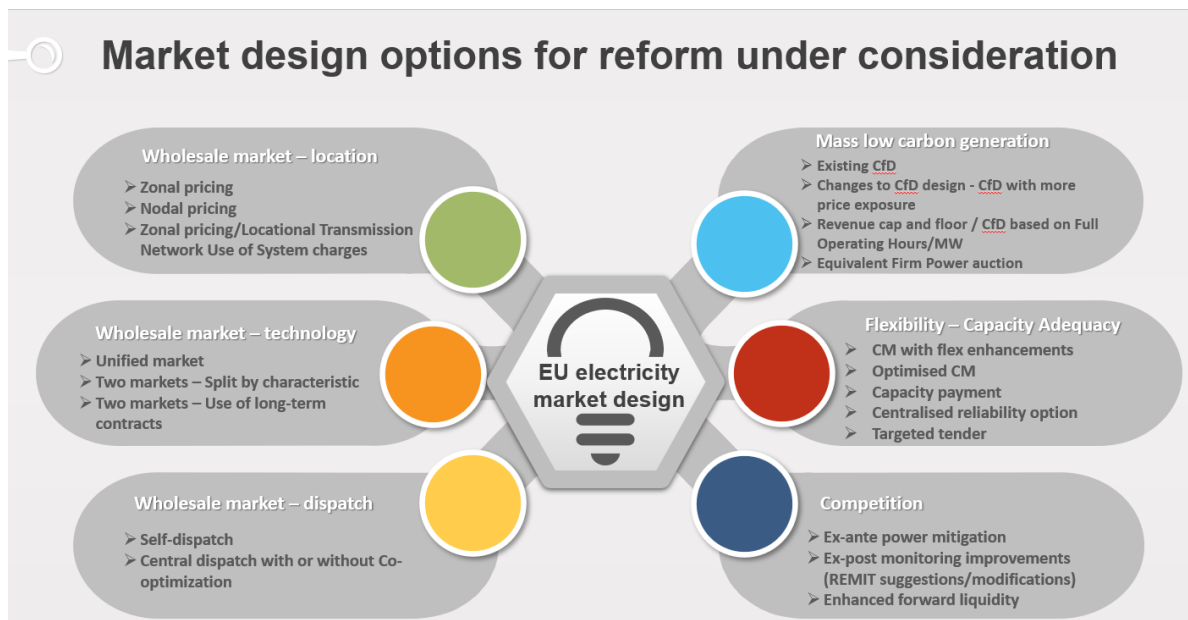 Market design options for reform under consideration
Wholesale market – location
➢ Zonal pricing
➢ Nodal pricing
➢ Zonal pricing/Locational Transmission
Network Use of System charges
Wholesale market – technology
➢ Unified market
➢ Two markets – Split by characteristic
➢ Two markets – Use of long-term
contracts
Wholesale market – dispatch
➢ Self-dispatch
➢ Central dispatch with or without Co-
optimization
EU electricity
market design
Mass low carbon generation
➢ Existing CfD
➢ Changes to CfD design - CfD with more
price exposure
➢ Revenue cap and floor / CfD based on Full
Operating Hours/MW
➢ Equivalent Firm Power auction
Flexibility – Capacity Adequacy
➢ CM with flex enhancements
➢ Optimised CM
➢ Capacity payment
➢ Centralised reliability option
➢ Targeted tender
Competition
➢ Ex-ante power mitigation
➢ Ex-post monitoring improvements
(REMIT suggestions/modifications)
➢ Enhanced forward liquidity